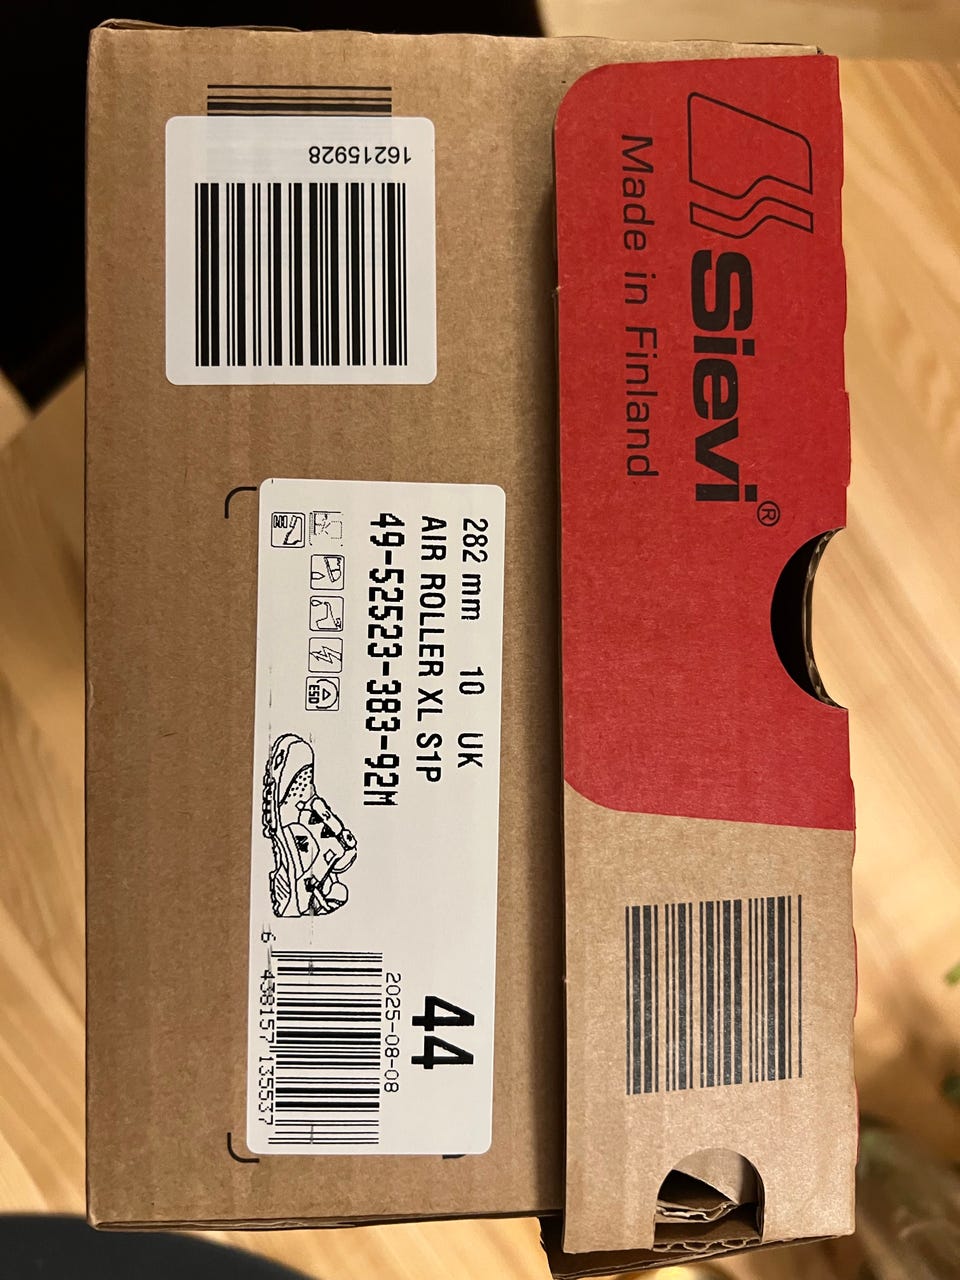 Sievi®
Made in Finland
16215928
282 mm 10 UK
AIR ROLLER XL S1P
49-52523-383-92M
ESD
44
2025-08-08
6 438157 135537